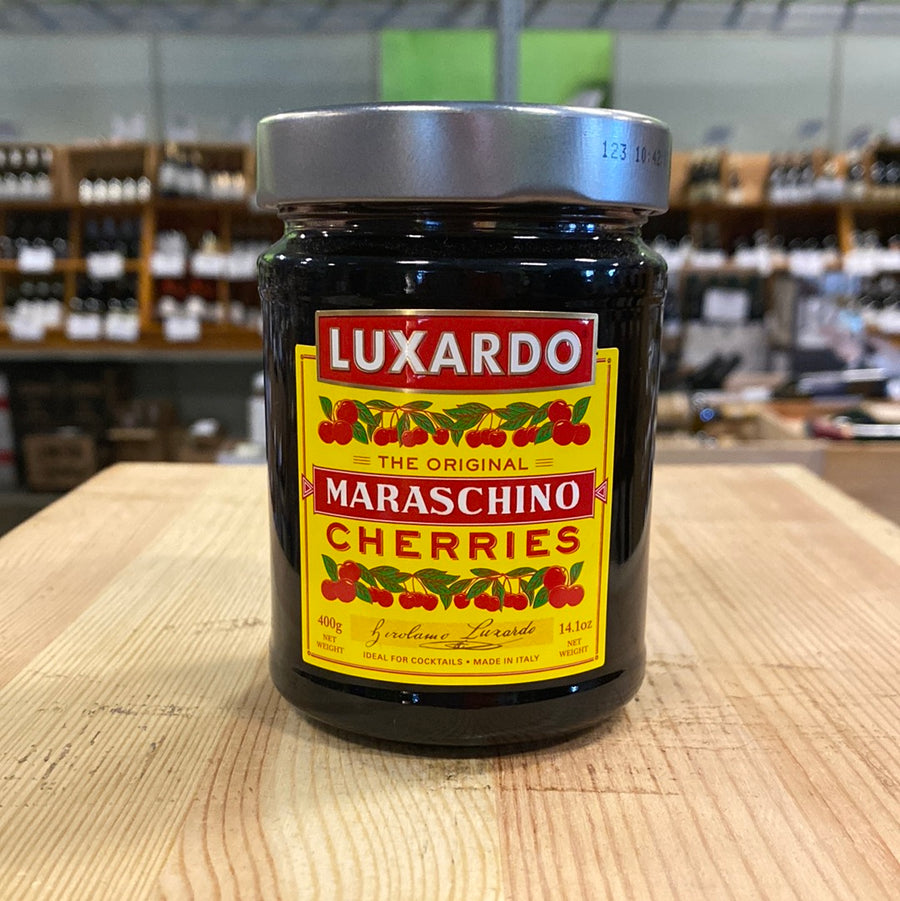 123 10:42
LUXARDO
THE ORIGINAL
MARASCHINO
CHERRIES
400g
NET
WEIGHT
Girolamo Luxardo
14.1oz
NET
WEIGHT
IDEAL FOR COCKTAILS • MADE IN ITALY